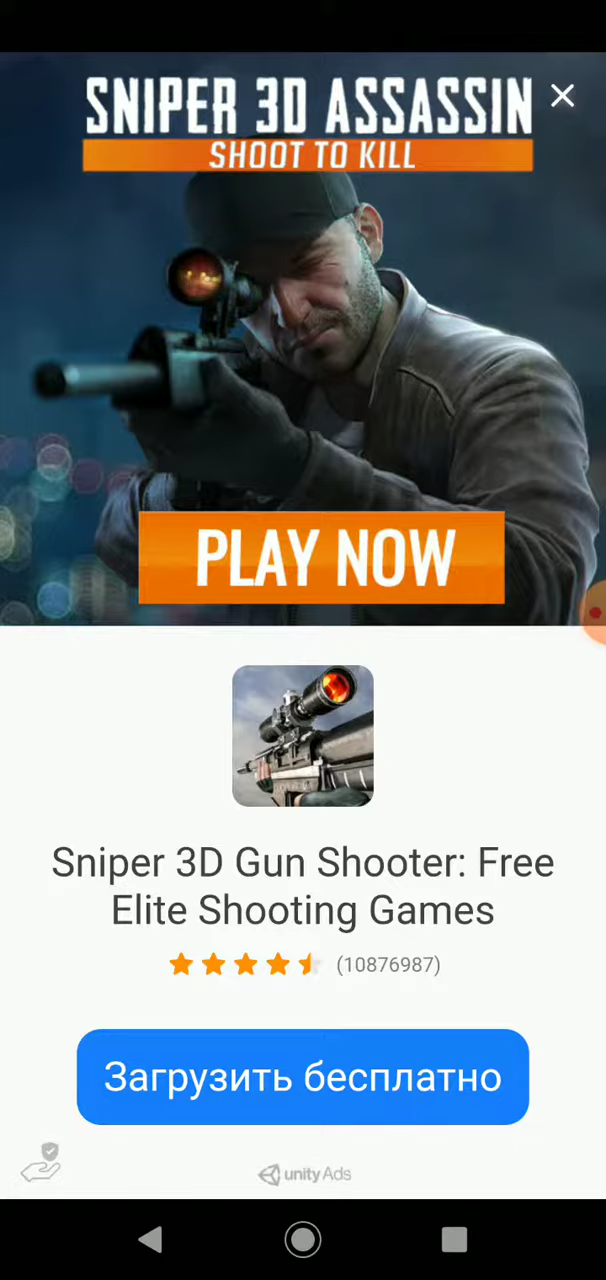 SNIPER 3D ASSASSIN
SHOOT TO KILL
PLAY NOW
Sniper 3D Gun Shooter: Free
Elite Shooting Games
(10876987)
Загрузить бесплатно
unity Ads